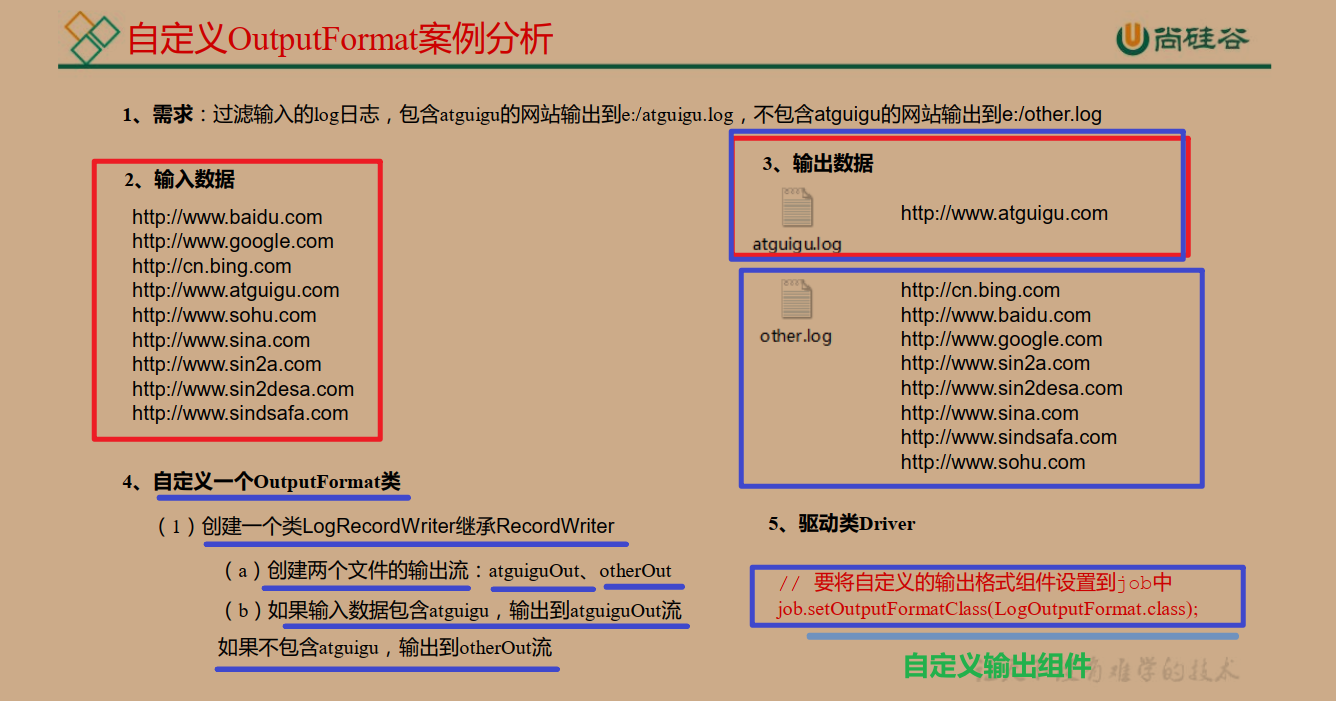 自定义OutputFormat案例分析
尚硅谷
1、需求：过滤输入的log日志，包含atguigu的网站输出到e:/atguigu.log，不包含atguigu的网站输出到e:/other.log
2、输入数据
http://www.baidu.com
http://www.google.com
http://cn.bing.com
http://www.atguigu.com
http://www.sohu.com
http://www.sina.com
http://www.sin2a.com
http://www.sin2desa.com
http://www.sindsafa.com
3、输出数据
http://www.atguigu.com
atguigu.log
http://cn.bing.com
http://www.baidu.com
other.log
http://www.google.com
http://www.sin2a.com
http://www.sin2desa.com
http://www.sina.com
http://www.sindsafa.com
http://www.sohu.com
4、自定义一个OutputFormat类
（1）创建一个类LogRecordWriter继承RecordWriter
（a）创建两个文件的输出流：atguiguOut、otherOut
（b）如果输入数据包含atguigu，输出到atguiguOut流
如果不包含atguigu，输出到otherOut流
5、驱动类Driver
// 要将自定义的输出格式组件设置到job中
job.setOutputFormatClass(LogOutputFormat.class);
自定义输出组件
难学的技术